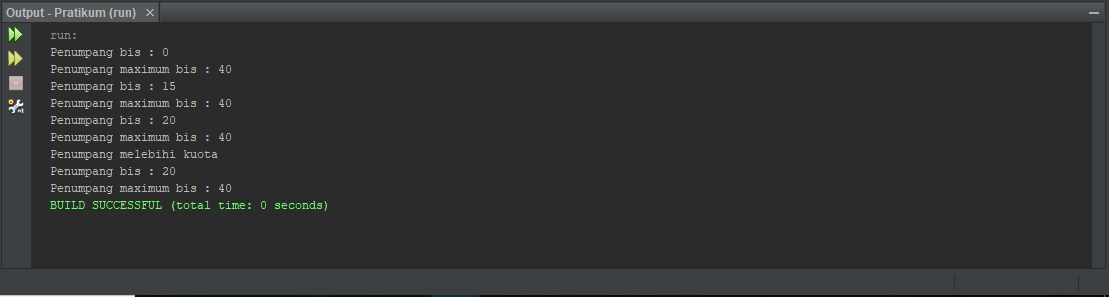 Output - Pratikum (run)
run:
Penumpang bis : 0
Penumpang maximum bis : 40
Penumpang bis : 15
Penumpang maximum bis : 40
Penumpang bis : 20
Penumpang maximum bis : 40
Penumpang melebihi kuota
Penumpang bis : 20
Penumpang maximum bis : 40
BUILD SUCCESSFUL (total time: 0 seconds)